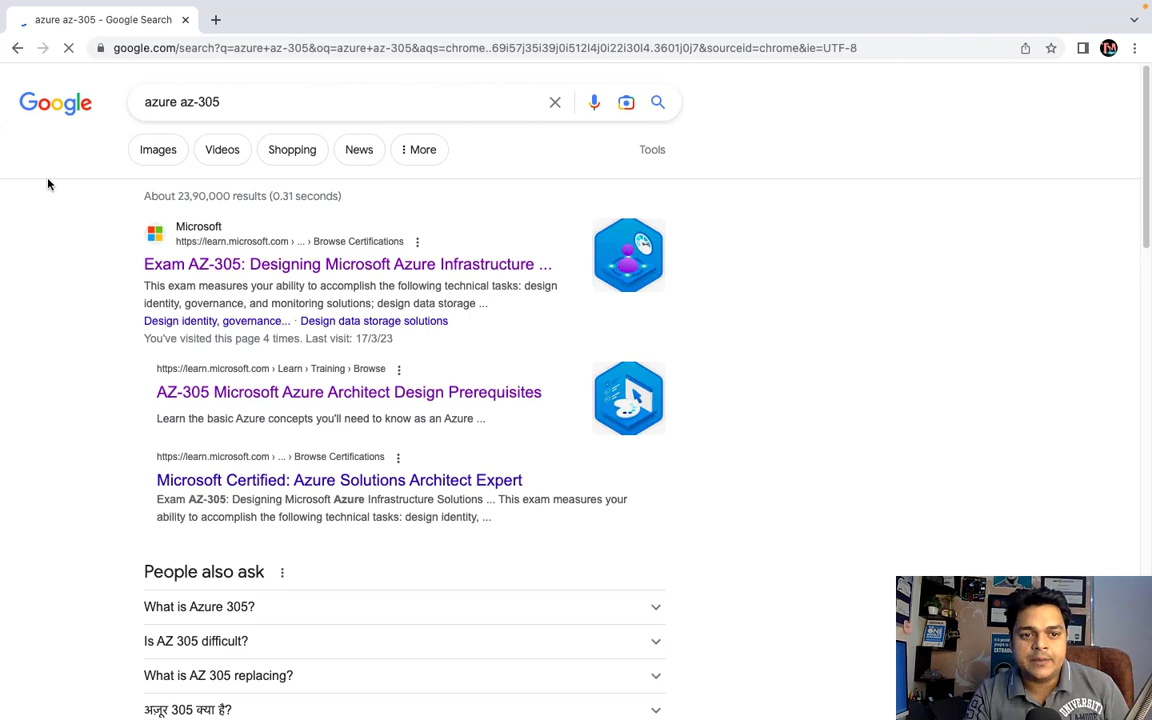 azure az-305 - Google Search
google.com/search?q=azure+az-305&oq=azure+az-305&aqs=chrome..69i57j35i39j0i512l4j0i22i30l4.3601j0j7&sourceid=chrome&ie=UTF-8
Google
azure az-305
Images
Videos
Shopping
News
More
Tools
About 23,90,000 results (0.31 seconds)
Microsoft
https://learn.microsoft.com › ... › Browse Certifications
Exam AZ-305: Designing Microsoft Azure Infrastructure ...
This exam measures your ability to accomplish the following technical tasks: design
identity, governance, and monitoring solutions; design data storage ...
Design identity, governance... · Design data storage solutions
You've visited this page 4 times. Last visit: 17/3/23
https://learn.microsoft.com › Learn › Training › Browse
AZ-305 Microsoft Azure Architect Design Prerequisites
Learn the basic Azure concepts you'll need to know as an Azure ...
https://learn.microsoft.com › ... › Browse Certifications
Microsoft Certified: Azure Solutions Architect Expert
Exam AZ-305: Designing Microsoft Azure Infrastructure Solutions ... This exam measures your
ability to accomplish the following technical tasks: design identity, ...
People also ask
What is Azure 305?
Is AZ 305 difficult?
What is AZ 305 replacing?
अज़ूर 305 क्या है?
UNIVERSITY